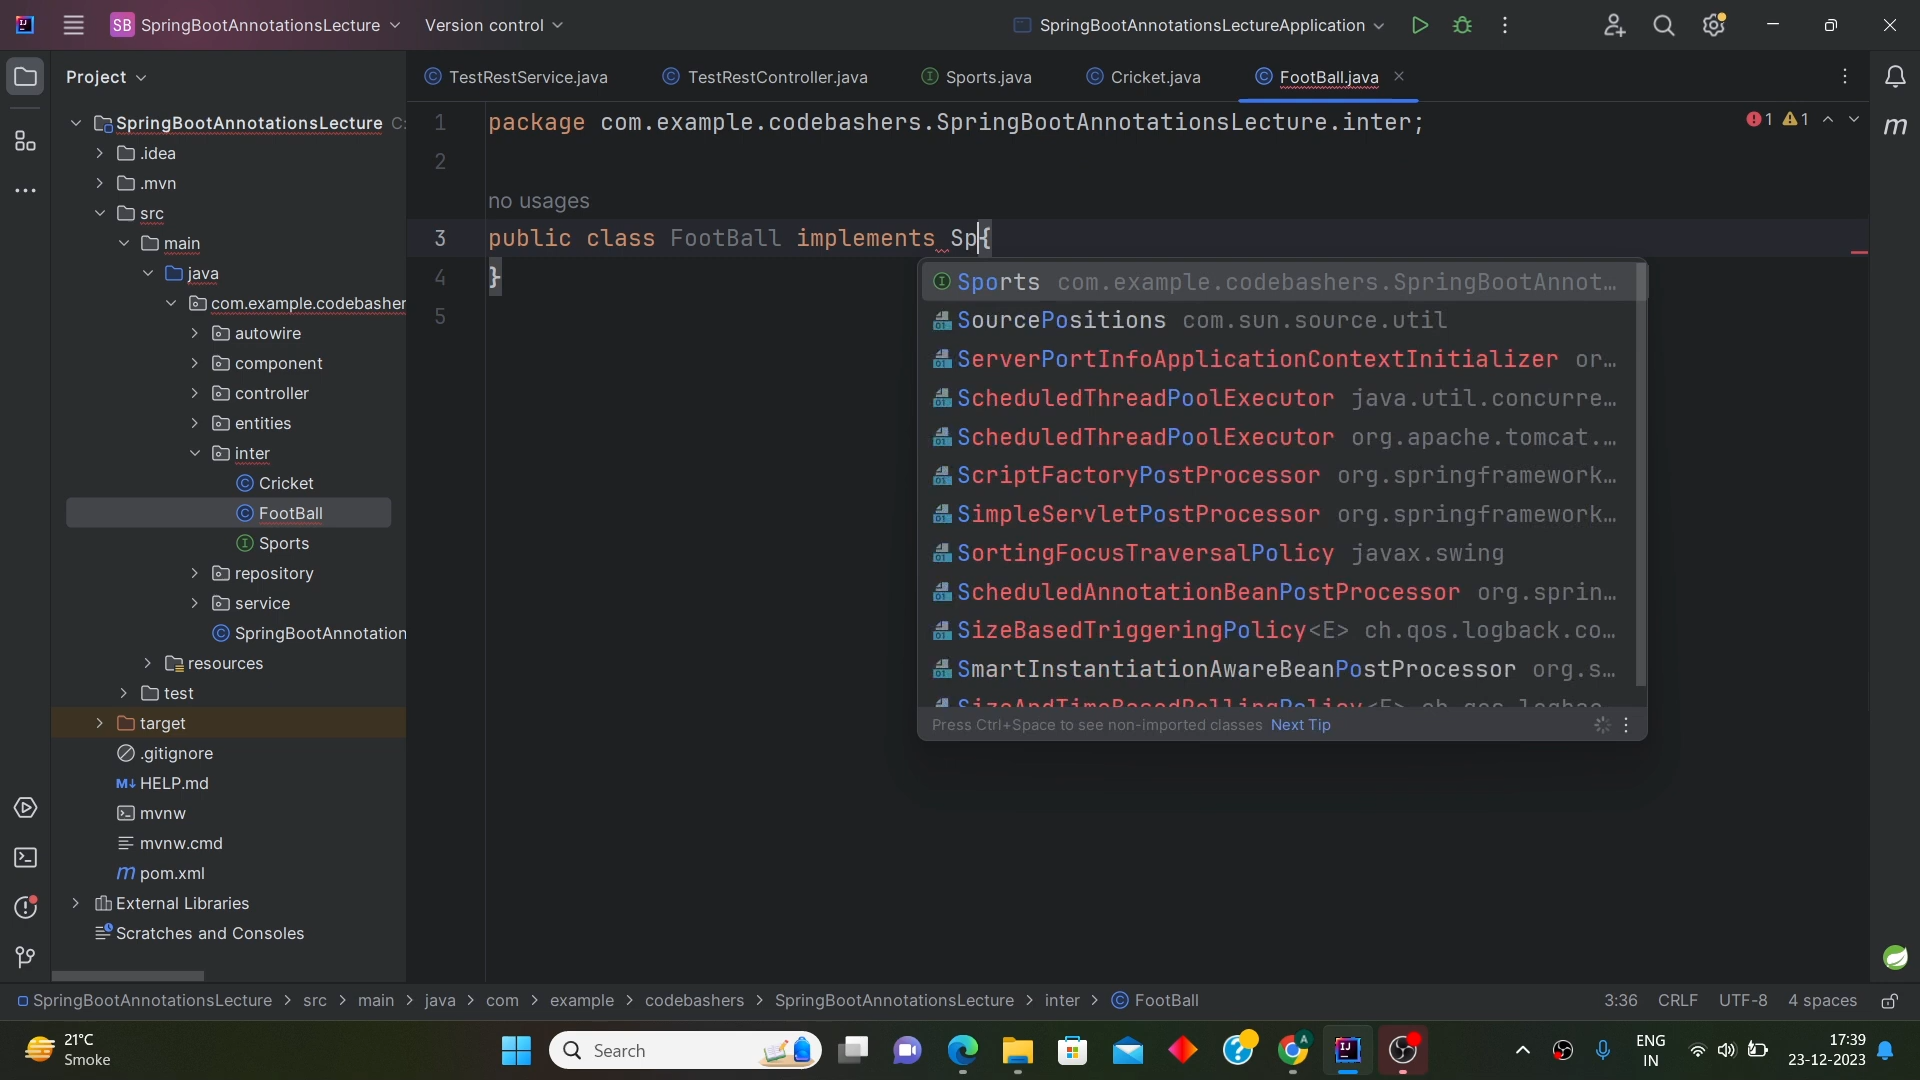 SB SpringBootAnnotationsLecture Version control SpringBootAnnotationsLectureApplication
Project
TestRestService.java TestRestController.java Sports.java Cricket.java FootBall.java
SpringBootAnnotationsLecture C:
.idea
.mvn
src
main
java
com.example.codebasher
autowire
component
controller
entities
inter
Cricket
FootBall
Sports
repository
service
SpringBootAnnotation
resources
test
target
.gitignore
HELP.md
mvnw
mvnw.cmd
pom.xml
External Libraries
Scratches and Consoles
1 package com.example.codebashers.SpringBootAnnotationsLecture.inter;
1 1
2
no usages
3 public class FootBall implements Sp{
4 }
5
Sports com.example.codebashers.SpringBootAnnot...
SourcePositions com.sun.source.util
ServerPortInfoApplicationContextInitializer or...
ScheduledThreadPoolExecutor java.util.concurre...
ScheduledThreadPoolExecutor org.apache.tomcat....
ScriptFactoryPostProcessor org.springframework...
SimpleServletPostProcessor org.springframework...
SortingFocusTraversalPolicy javax.swing
ScheduledAnnotationBeanPostProcessor org.sprin...
SizeBasedTriggeringPolicy<E> ch.qos.logback.co...
SmartInstantiationAwareBeanPostProcessor org.s...
Press Ctrl+Space to see non-imported classes Next Tip
SpringBootAnnotationsLecture > src > main > java > com > example > codebashers > SpringBootAnnotationsLecture > inter > FootBall
3:36 CRLF UTF-8 4 spaces
21°C
Smoke
Search
ENG
IN
17:39
23-12-2023